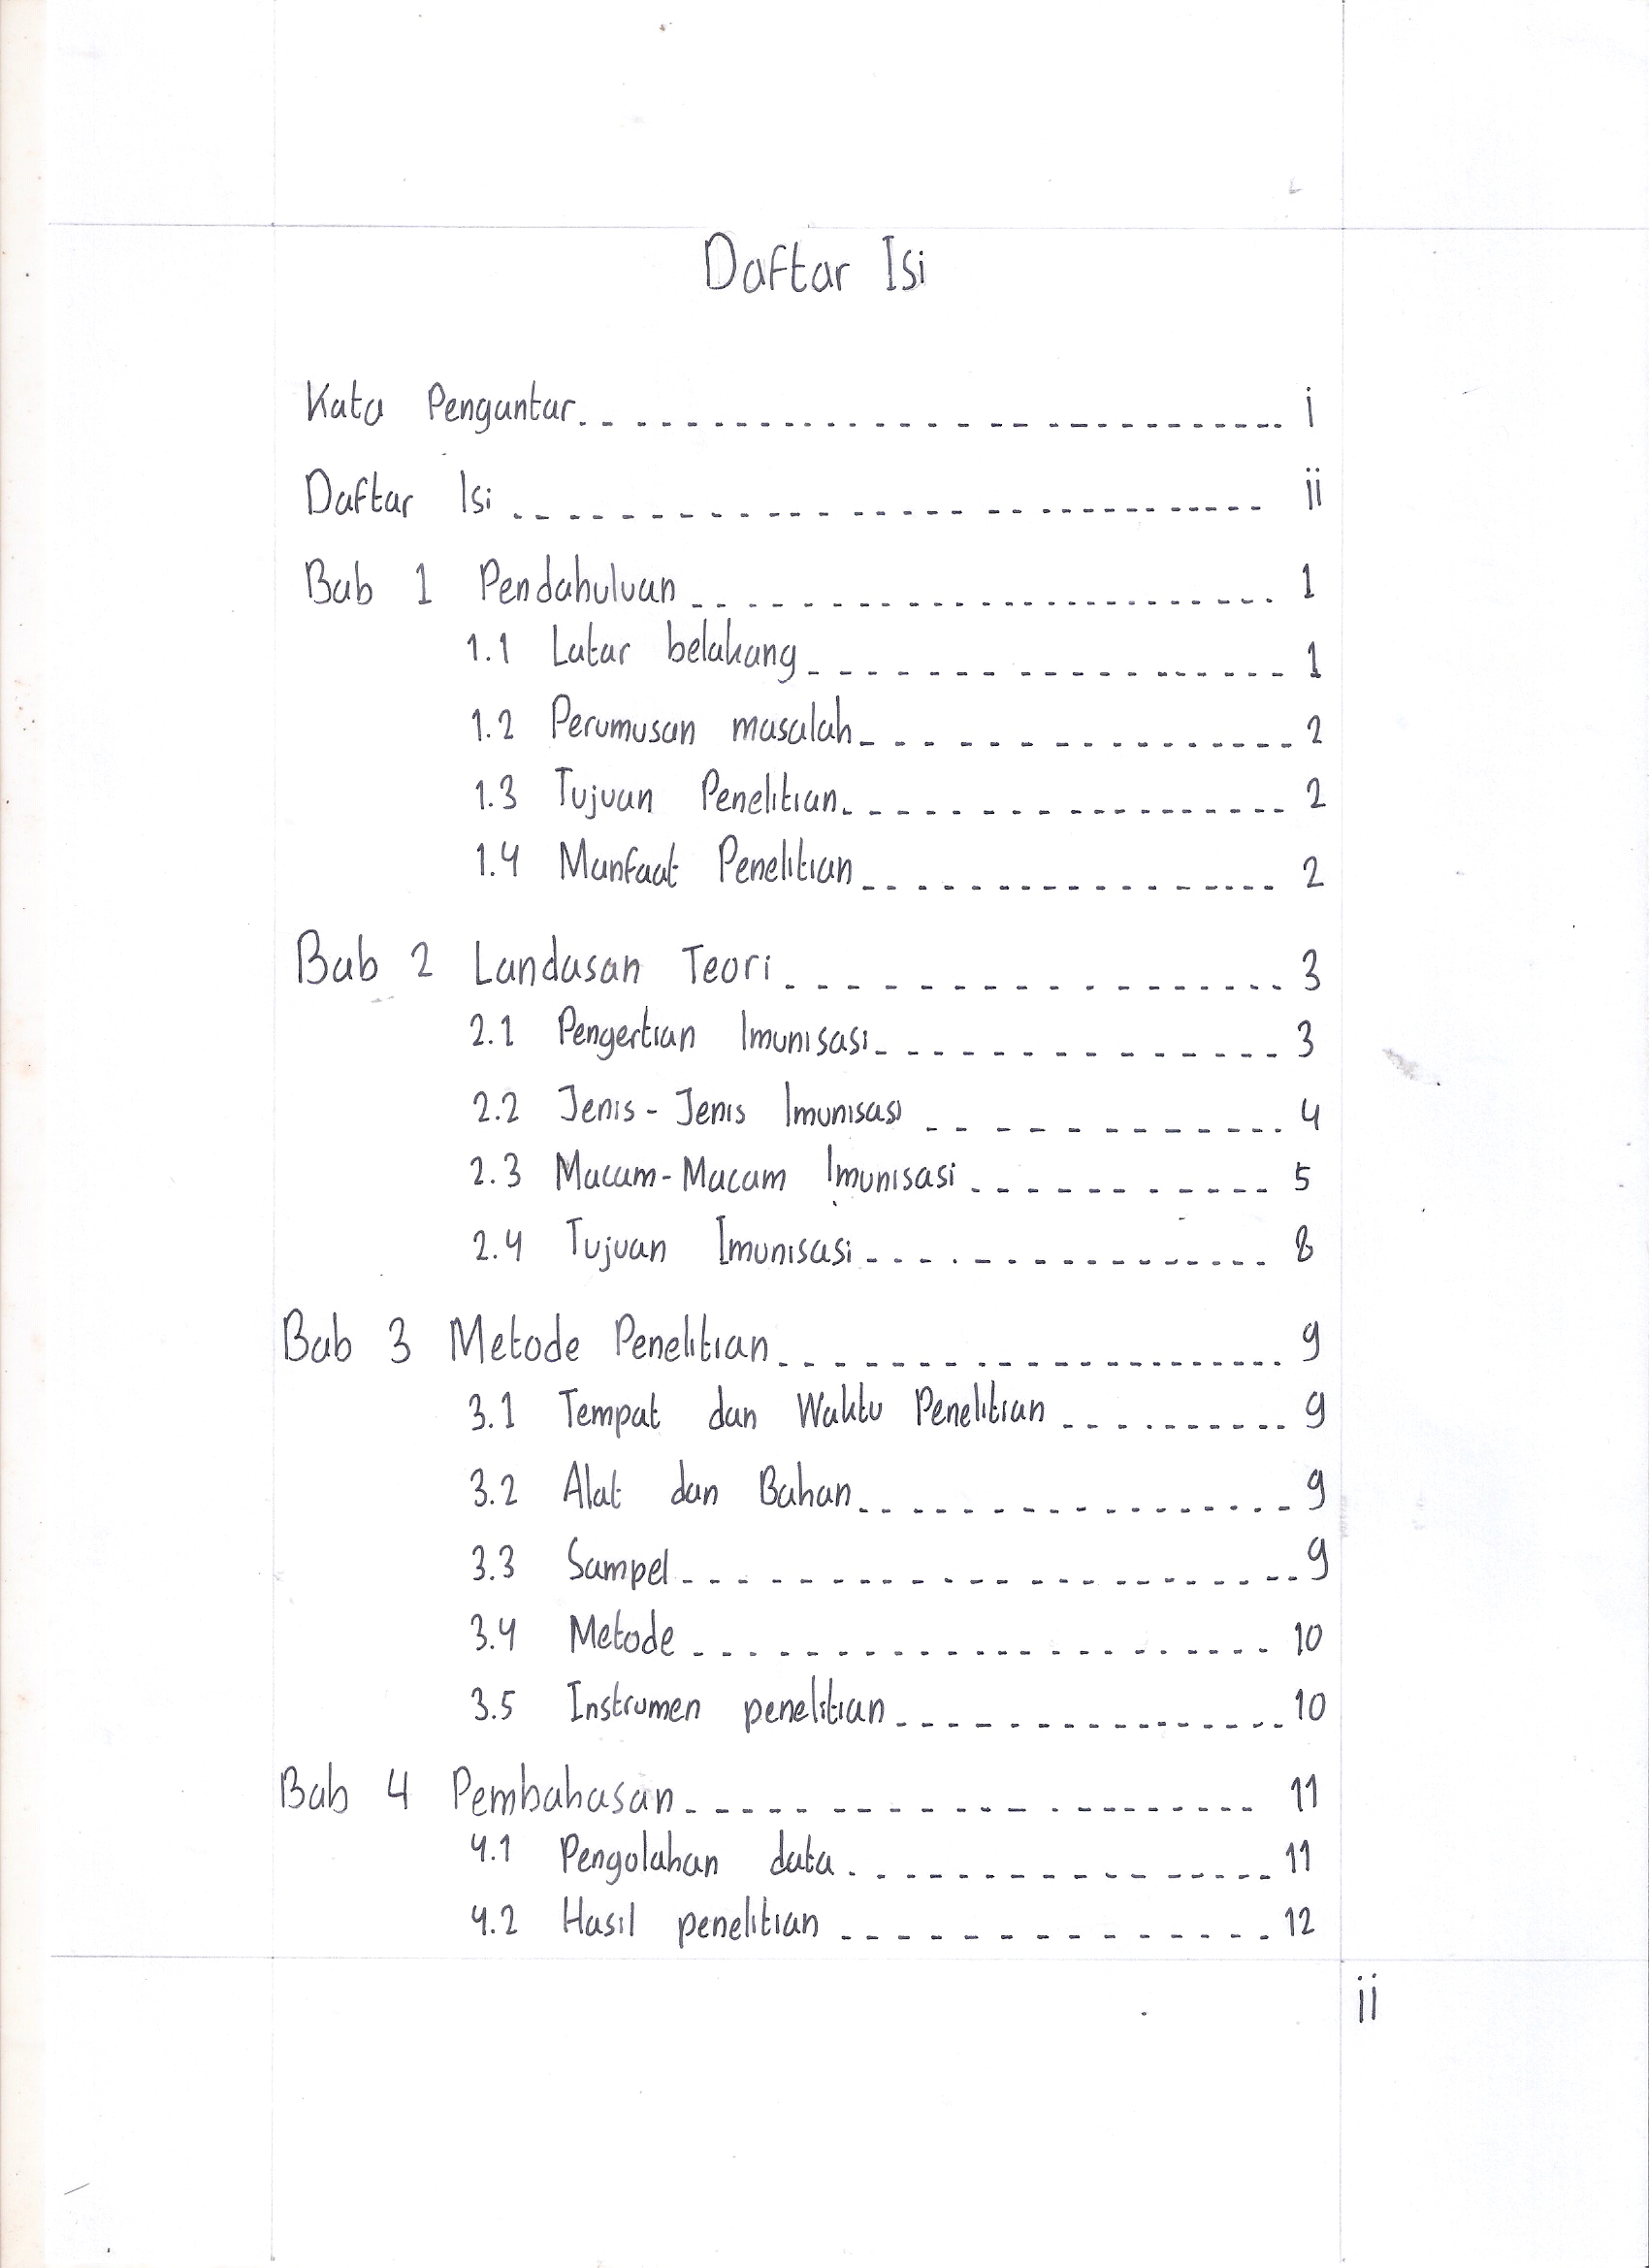 Daftar Isi
Kata Pengantar. . . . . . . . . . . . . . . . . . . . i
Daftar Isi . . . . . . . . . . . . . . . . . . . . ii
Bab 1 Pendahuluan . . . . . . . . . . . . . . . . . . . . 1
1.1 Latar belakang . . . . . . . . . . . . . . . . . . . . 1
1.2 Perumusan masalah . . . . . . . . . . . . . . . . . . . . 2
1.3 Tujuan Penelitian . . . . . . . . . . . . . . . . . . . . 2
1.4 Manfaat Penelitian . . . . . . . . . . . . . . . . . . . . 2
Bab 2 Landasan Teori . . . . . . . . . . . . . . . . . . . . 3
2.1 Pengertian Imunisasi . . . . . . . . . . . . . . . . . . . . 3
2.2 Jenis-Jenis Imunisasi . . . . . . . . . . . . . . . . . . . . 4
2.3 Macam-Macam Imunisasi . . . . . . . . . . . . . . . . . . . . 5
2.4 Tujuan Imunisasi . . . . . . . . . . . . . . . . . . . . 8
Bab 3 Metode Penelitian . . . . . . . . . . . . . . . . . . . . 9
3.1 Tempat dan Waktu Penelitian . . . . . . . . . . . . . . . . . . . . 9
3.2 Alat dan Bahan . . . . . . . . . . . . . . . . . . . . 9
3.3 Sampel . . . . . . . . . . . . . . . . . . . . 9
3.4 Metode . . . . . . . . . . . . . . . . . . . . 10
3.5 Instrumen penelitian . . . . . . . . . . . . . . . . . . . . 10
Bab 4 Pembahasan . . . . . . . . . . . . . . . . . . . . 11
4.1 Pengolahan data . . . . . . . . . . . . . . . . . . . . 11
4.2 Hasil penelitian . . . . . . . . . . . . . . . . . . . . 12
ii